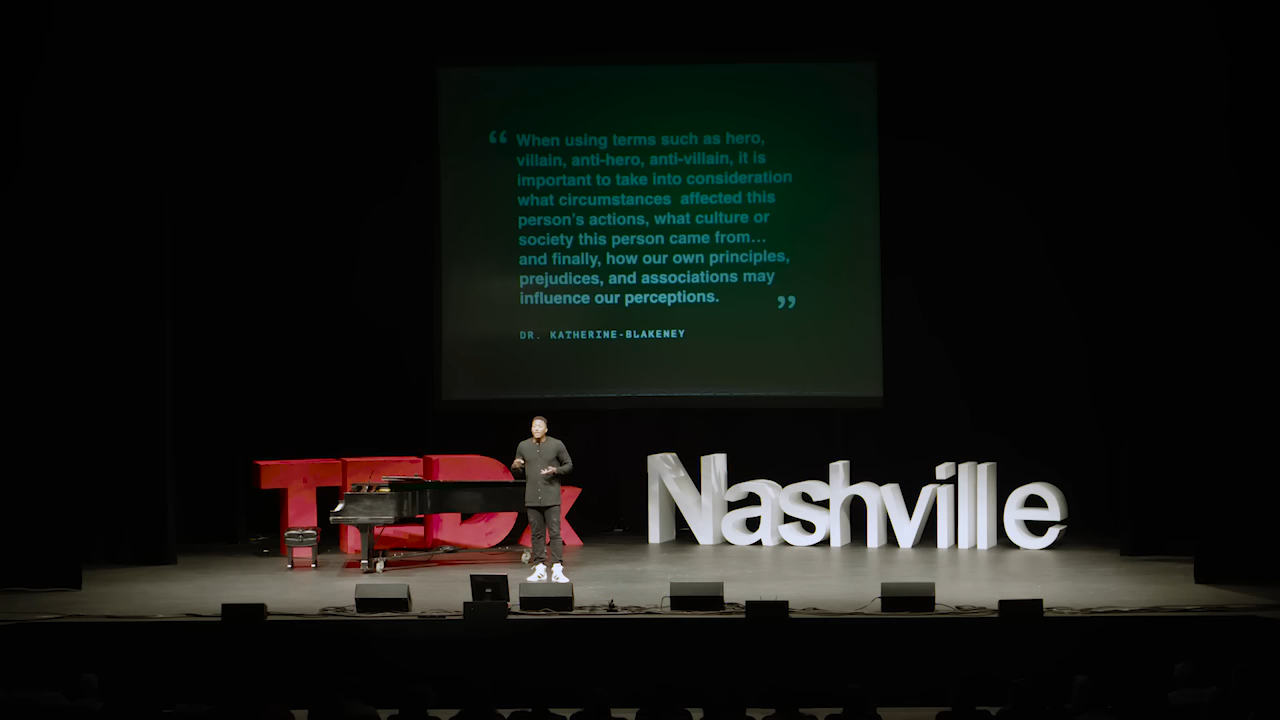 “ When using terms such as hero,
villain, anti-hero, anti-villain, it is
important to take into consideration
what circumstances affected this
person's actions, what culture or
society this person came from...
and finally, how our own principles,
prejudices, and associations may
influence our perceptions. ”
DR. KATHERINE-BLAKENEY
TEDx Nashville